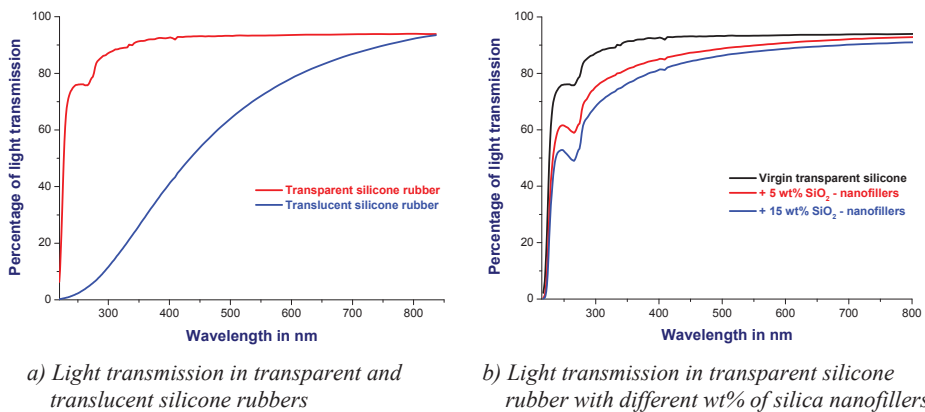 100
80
60
40
20
0
Percentage of light transmission
Transparent silicone rubber
Translucent silicone rubber
300 400 500 600 700 800
Wavelength in nm
a) Light transmission in transparent and
translucent silicone rubbers
100
80
60
40
20
0
Percentage of light transmission
Virgin transparent silicone
+ 5 wt% SiO₂ - nanofillers
+ 15 wt% SiO₂ - nanofillers
300 400 500 600 700 800
Wavelength in nm
b) Light transmission in transparent silicone
rubber with different wt% of silica nanofillers